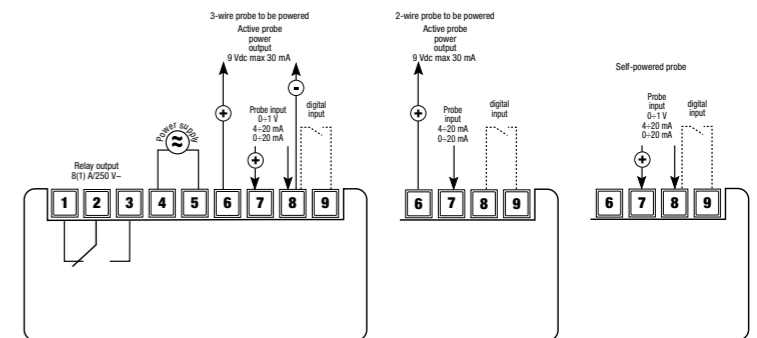 3-wire probe to be powered
Active probe
power
output
9 Vdc max 30 mA
+
-
Probe input
0÷1 V
4÷20 mA
0÷20 mA
+
digital
input
Power supply
≈
Relay output
8(1) A/250 V~
1 2 3 4 5 6 7 8 9
2-wire probe to be powered
Active probe
power
output
9 Vdc max 30 mA
+
Probe
input
4÷20 mA
0÷20 mA
digital
input
6 7 8 9
Self-powered probe
Probe
input
0÷1 V
4÷20 mA
0÷20 mA
+
digital
input
6 7 8 9